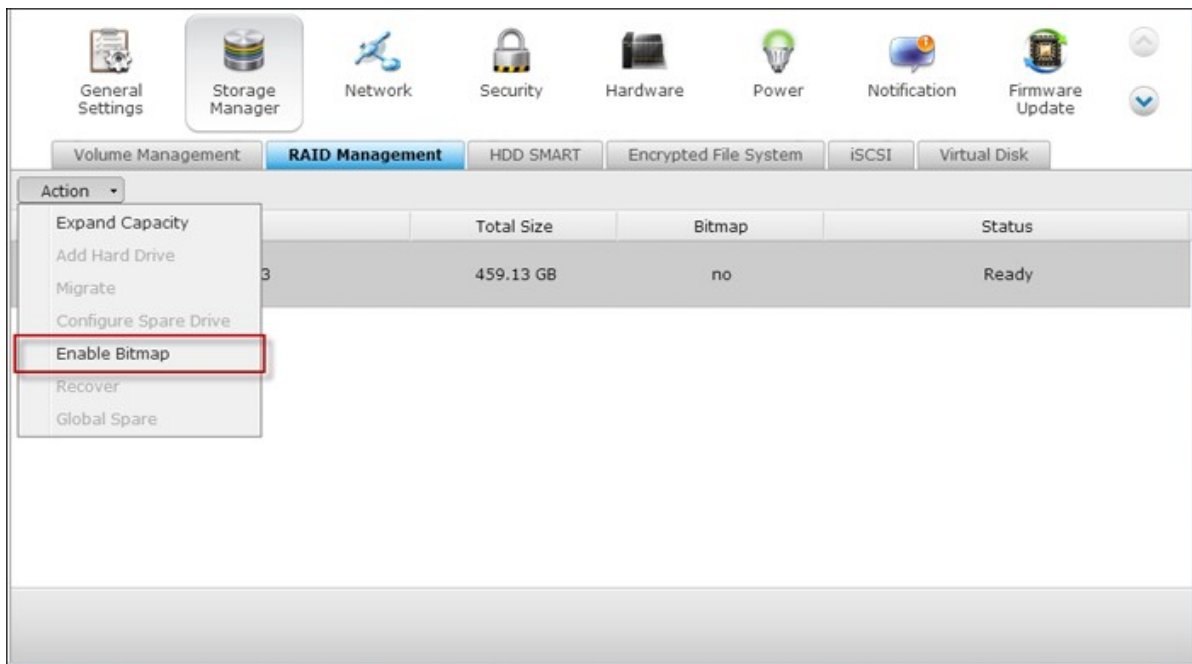 General
Settings
Storage
Manager
Network
Security
Hardware
Power
Notification
Firmware
Update
Volume Management
RAID Management
HDD SMART
Encrypted File System
iSCSI
Virtual Disk
Action
Total Size
Bitmap
Status
3
459.13 GB
no
Ready
Expand Capacity
Add Hard Drive
Migrate
Configure Spare Drive
Enable Bitmap
Recover
Global Spare